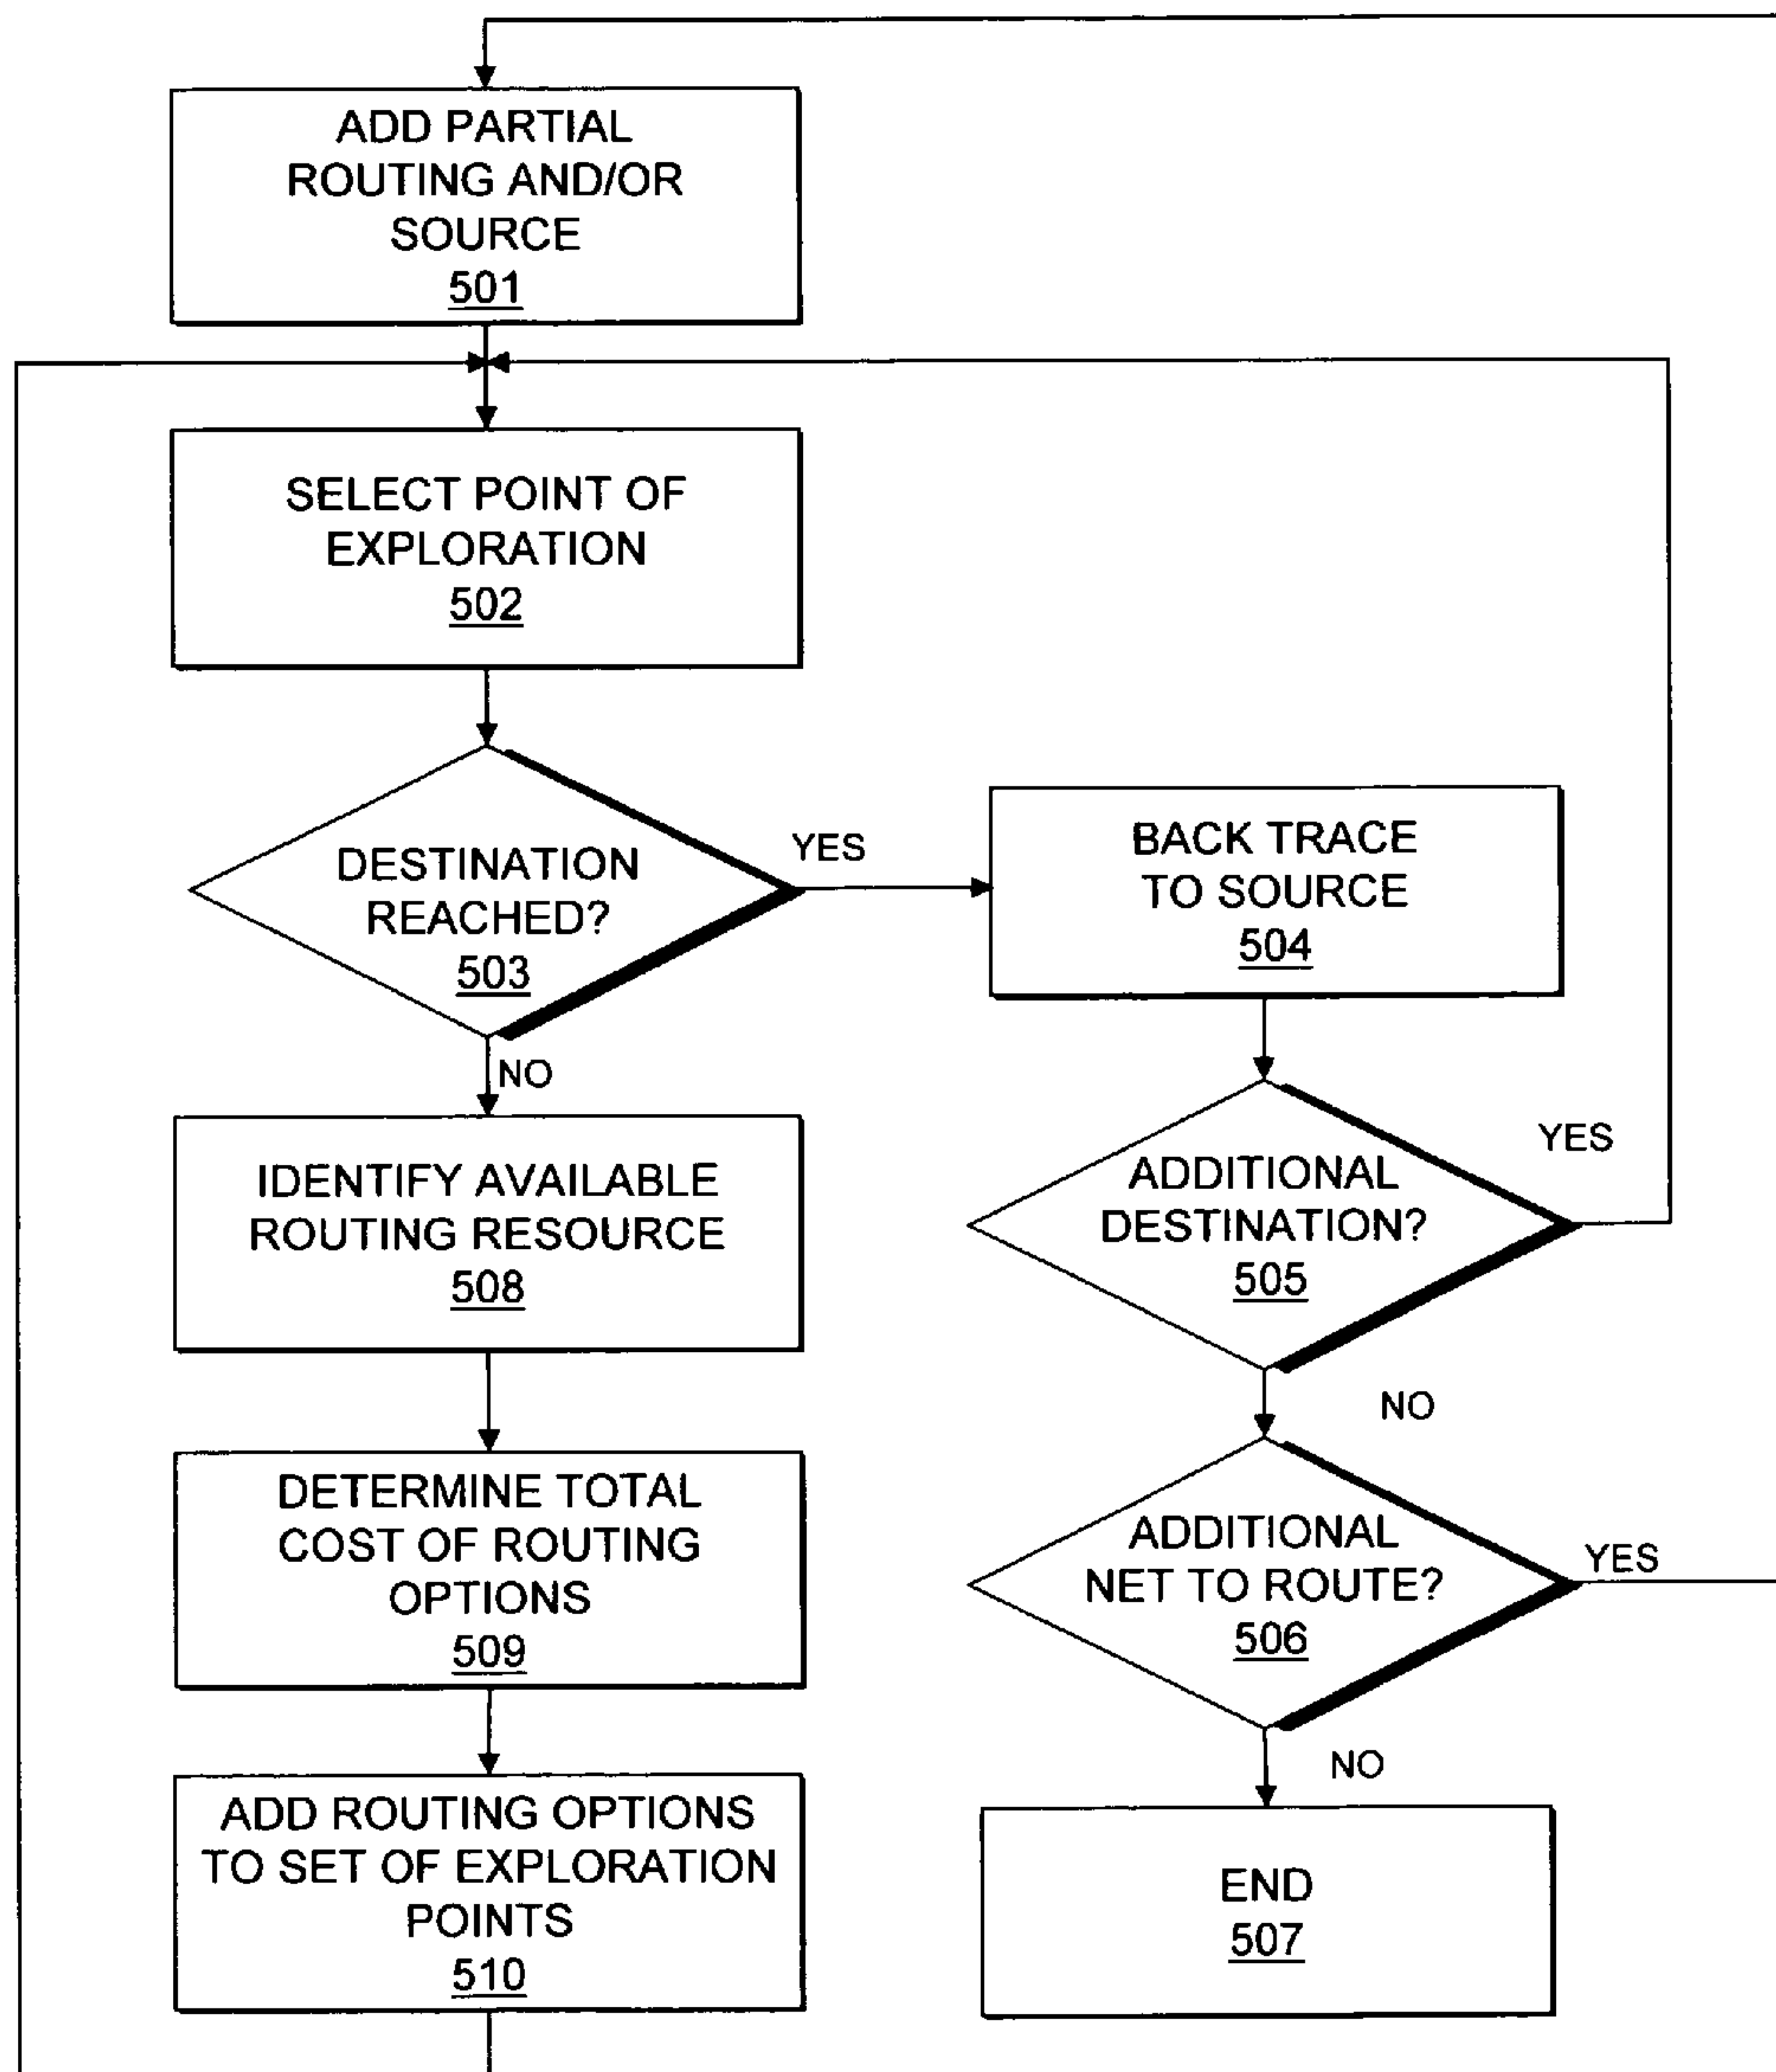 ADD PARTIAL
ROUTING AND/OR
SOURCE
501
SELECT POINT OF
EXPLORATION
502
DESTINATION
REACHED?
503
YES
NO
BACK TRACE
TO SOURCE
504
ADDITIONAL
DESTINATION?
505
YES
NO
ADDITIONAL
NET TO ROUTE?
506
YES
NO
END
507
IDENTIFY AVAILABLE
ROUTING RESOURCE
508
DETERMINE TOTAL
COST OF ROUTING
OPTIONS
509
ADD ROUTING OPTIONS
TO SET OF EXPLORATION
POINTS
510